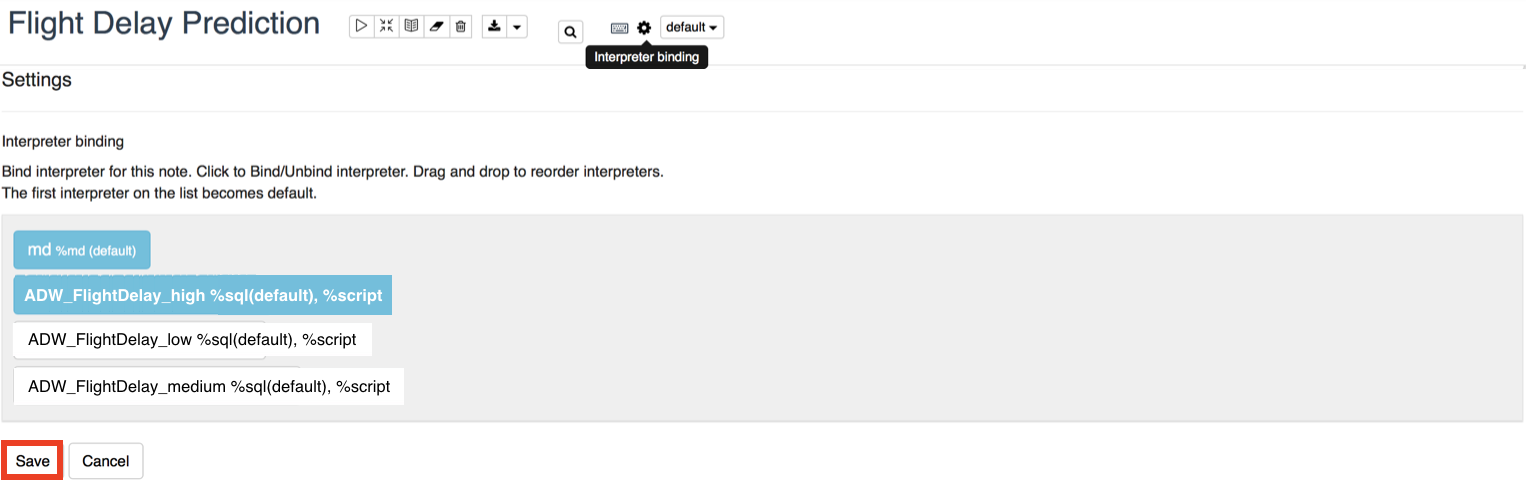 Flight Delay Prediction
default
Interpreter binding
Settings
Interpreter binding
Bind interpreter for this note. Click to Bind/Unbind interpreter. Drag and drop to reorder interpreters.
The first interpreter on the list becomes default.
md %md (default)
ADW_FlightDelay_high %sql(default), %script
ADW_FlightDelay_low %sql(default), %script
ADW_FlightDelay_medium %sql(default), %script
Save Cancel